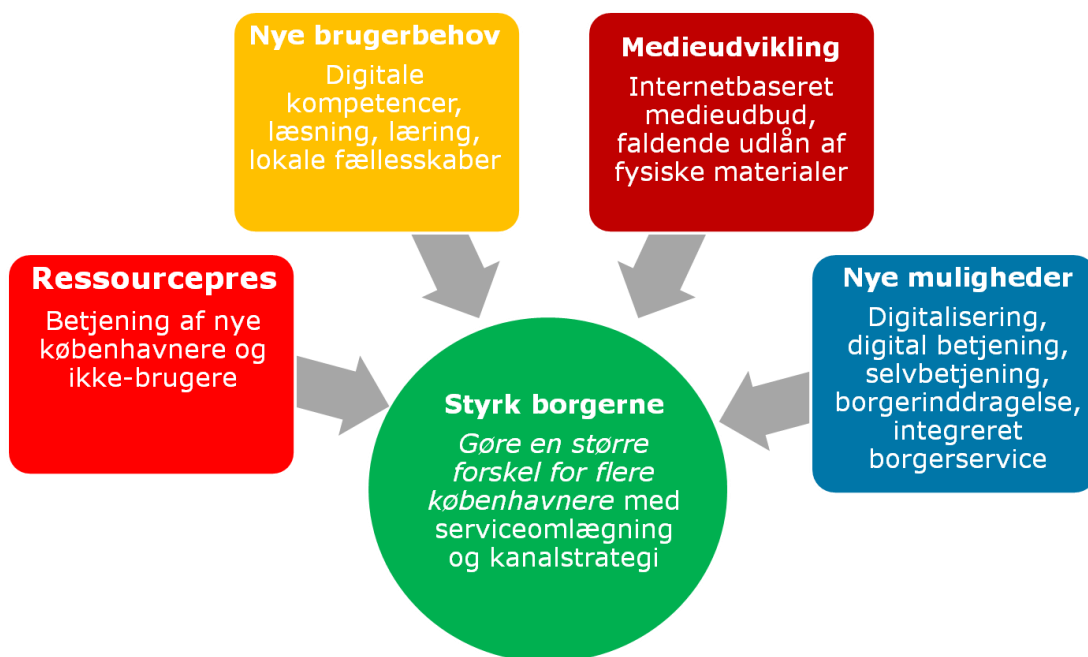 Nye brugerbehov
Digitale
kompetencer,
læsning, læring,
lokale fællesskaber
Medieudvikling
Internetbaseret
medieudbud,
faldende udlån af
fysiske materialer
Ressourcepres
Betjening af nye
københavnere og
ikke-brugere
Nye muligheder
Digitalisering,
digital betjening,
selvbetjening,
borgerinddragelse,
integreret
borgerservice
Styrk borgerne
Gøre en større
forskel for flere
københavnere med
serviceomlægning
og kanalstrategi